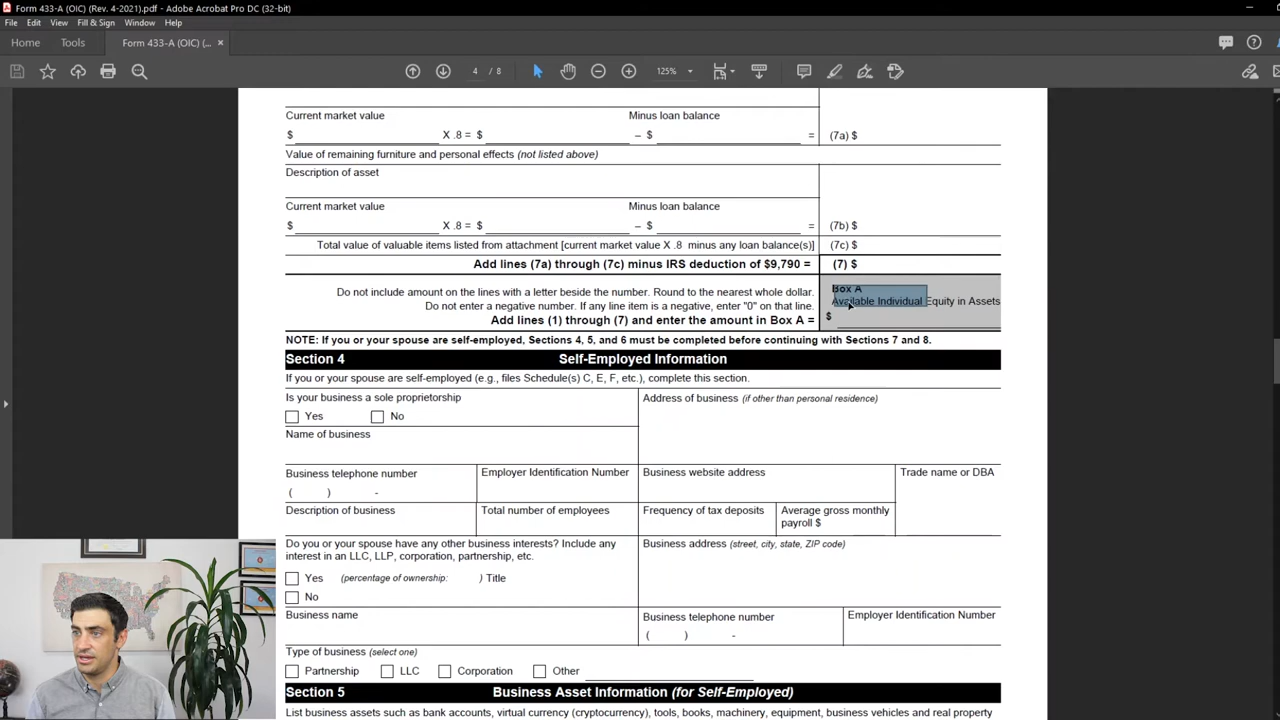 Form 433-A (OIC) (Rev. 4-2021).pdf - Adobe Acrobat Pro DC (32-bit)
File Edit View Fill & Sign Window Help
Home Tools Form 433-A (OIC) (... ×
4 / 8 125%
Current market value Minus loan balance
$ X .8 = $ – $ = (7a) $
Value of remaining furniture and personal effects (not listed above)
Description of asset
Current market value Minus loan balance
$ X .8 = $ – $ = (7b) $
Total value of valuable items listed from attachment [current market value X .8 minus any loan balance(s)] (7c) $
Add lines (7a) through (7c) minus IRS deduction of $9,790 = (7) $
Box A
Do not include amount on the lines with a letter beside the number. Round to the nearest whole dollar.
Available Individual Equity in Assets
Do not enter a negative number. If any line item is a negative, enter "0" on that line.
$
Add lines (1) through (7) and enter the amount in Box A =
NOTE: If you or your spouse are self-employed, Sections 4, 5, and 6 must be completed before continuing with Sections 7 and 8.
Section 4 Self-Employed Information
If you or your spouse are self-employed (e.g., files Schedule(s) C, E, F, etc.), complete this section.
Is your business a sole proprietorship Address of business (if other than personal residence)
Yes No
Name of business
Business telephone number Employer Identification Number Business website address Trade name or DBA
( ) -
Description of business Total number of employees Frequency of tax deposits Average gross monthly
payroll $
Do you or your spouse have any other business interests? Include any Business address (street, city, state, ZIP code)
interest in an LLC, LLP, corporation, partnership, etc.
Yes (percentage of ownership: ) Title
No
Business name Business telephone number Employer Identification Number
( ) -
Type of business (select one)
Partnership LLC Corporation Other
Section 5 Business Asset Information (for Self-Employed)
List business assets such as bank accounts, virtual currency (cryptocurrency), tools, books, machinery, equipment, business vehicles and real property